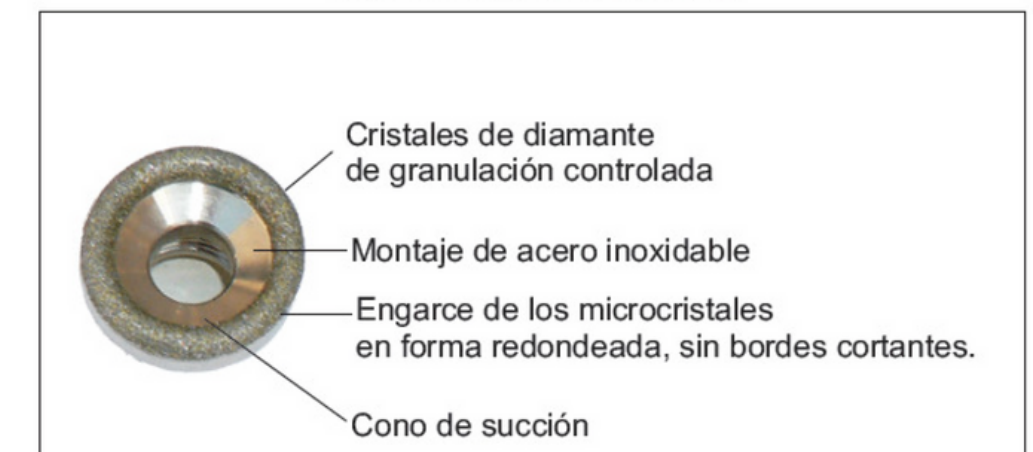 Cristales de diamante
de granulación controlada
Montaje de acero inoxidable
Engarce de los microcristales
en forma redondeada, sin bordes cortantes.
Cono de succión